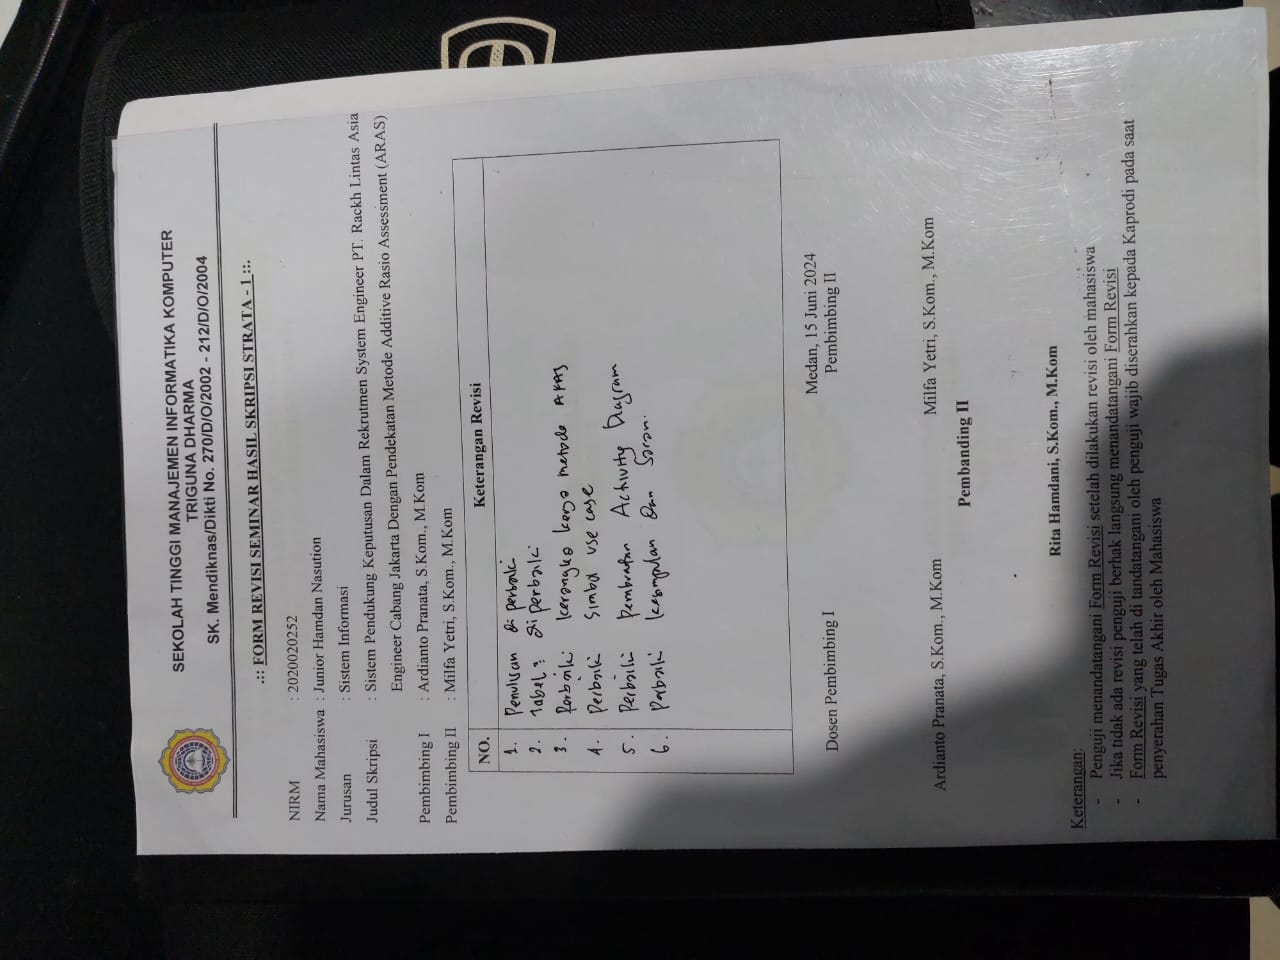 SEKOLAH TINGGI MANAJEMEN INFORMATIKA KOMPUTER
TRIGUNA DHARMA
SK. Mendiknas/Dikti No. 270/D/O/2002 - 212/D/O/2004
.:: FORM REVISI SEMINAR HASIL SKRIPSI STRATA - 1 ::.
NIRM : 2020020252
Nama Mahasiswa : Junior Hamdan Nasution
Jurusan : Sistem Informasi
Judul Skripsi : Sistem Pendukung Keputusan Dalam Rekrutmen System Engineer PT. Rackh Lintas Asia
Engineer Cabang Jakarta Dengan Pendekatan Metode Additive Rasio Assessment (ARAS)
Pembimbing I : Ardianto Pranata, S.Kom., M.Kom
Pembimbing II : Milfa Yetri, S.Kom., M.Kom
NO. Keterangan Revisi
1. Penulisan di perbaiki
2. Tabel² di perbaiki
3. Perbaiki kerangka kerja metode ARAS
4. Perbaiki Simbol use case
5. Perbaiki pembuatan Activity Diagram
6. Perbaiki kesimpulan dan Saran.
Medan, 15 Juni 2024
Dosen Pembimbing I Pembimbing II
Ardianto Pranata, S.Kom., M.Kom Milfa Yetri, S.Kom., M.Kom
Pembanding II
Rita Hamdani, S.Kom., M.Kom
Keterangan:
- Penguji menandatangani Form Revisi setelah dilakukan revisi oleh mahasiswa
- Jika tidak ada revisi penguji berhak langsung menandatangani Form Revisi
- Form Revisi yang telah di tandatangani oleh penguji wajib diserahkan kepada Kaprodi pada saat
penyerahan Tugas Akhir oleh Mahasiswa